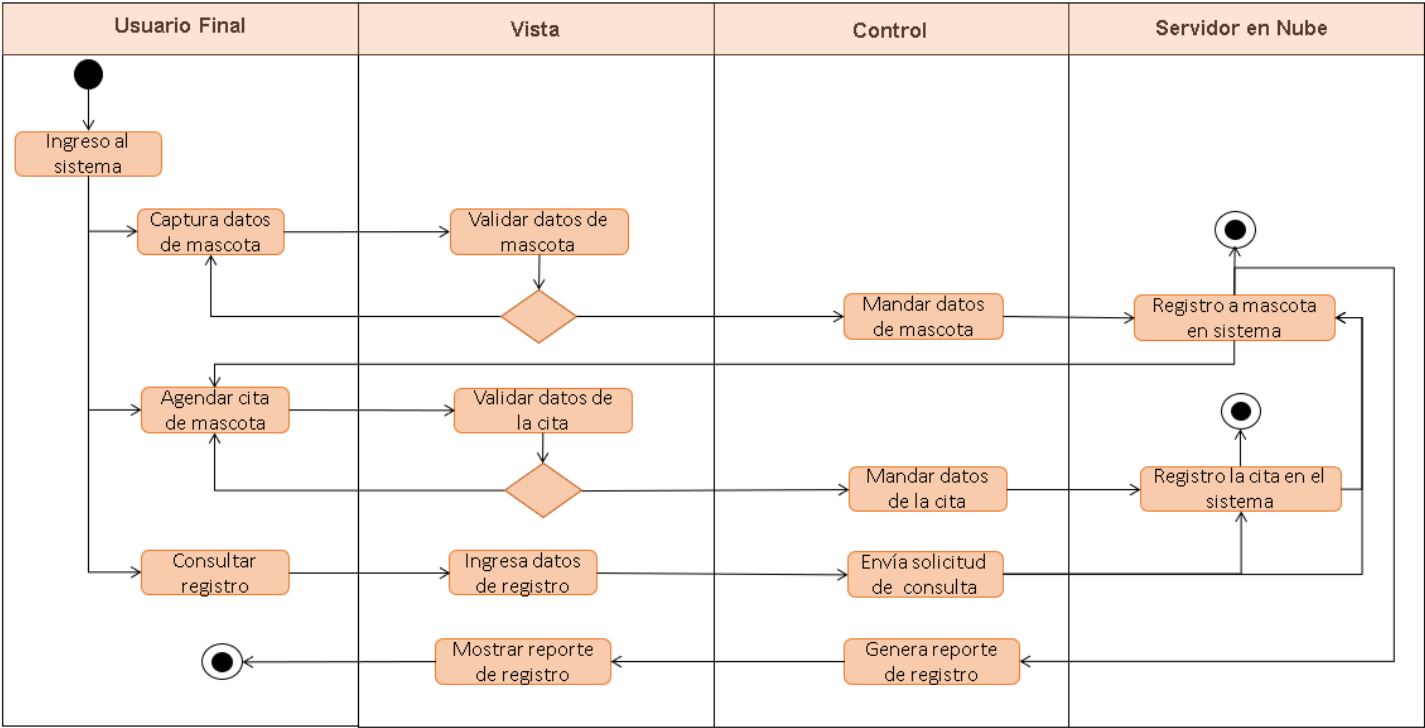 Usuario Final
Vista
Control
Servidor en Nube
Ingreso al
sistema
Captura datos
de mascota
Validar datos de
mascota
Mandar datos
de mascota
Registro a mascota
en sistema
Agendar cita
de mascota
Validar datos de
la cita
Mandar datos
de la cita
Registro la cita en el
sistema
Consultar
registro
Ingresa datos
de registro
Envía solicitud
de consulta
Mostrar reporte
de registro
Genera reporte
de registro